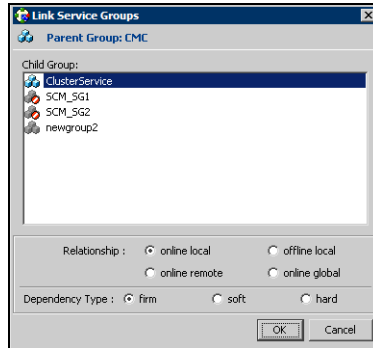 Link Service Groups
Parent Group: CMC
Child Group:
ClusterService
SCM_SG1
SCM_SG2
newgroup2
Relationship : online local offline local
online remote online global
Dependency Type : firm soft hard
OK Cancel